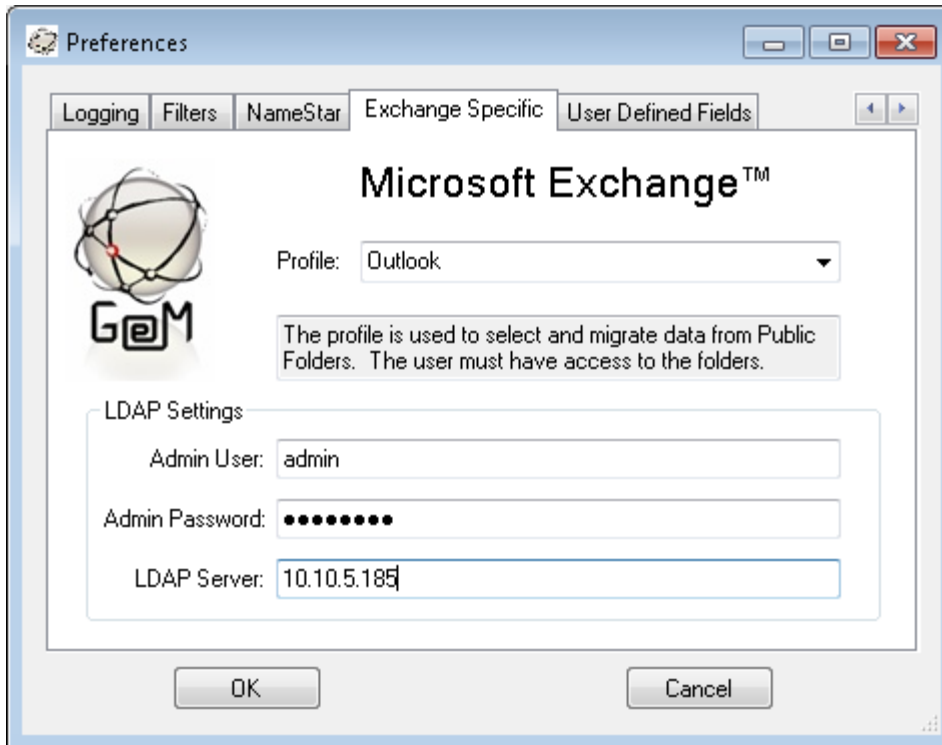 Preferences
Logging Filters NameStar Exchange Specific User Defined Fields
Microsoft Exchange™
G@M
Profile: Outlook
The profile is used to select and migrate data from Public
Folders. The user must have access to the folders.
LDAP Settings
Admin User: admin
Admin Password: ●●●●●●●●
LDAP Server: 10.10.5.185
OK Cancel